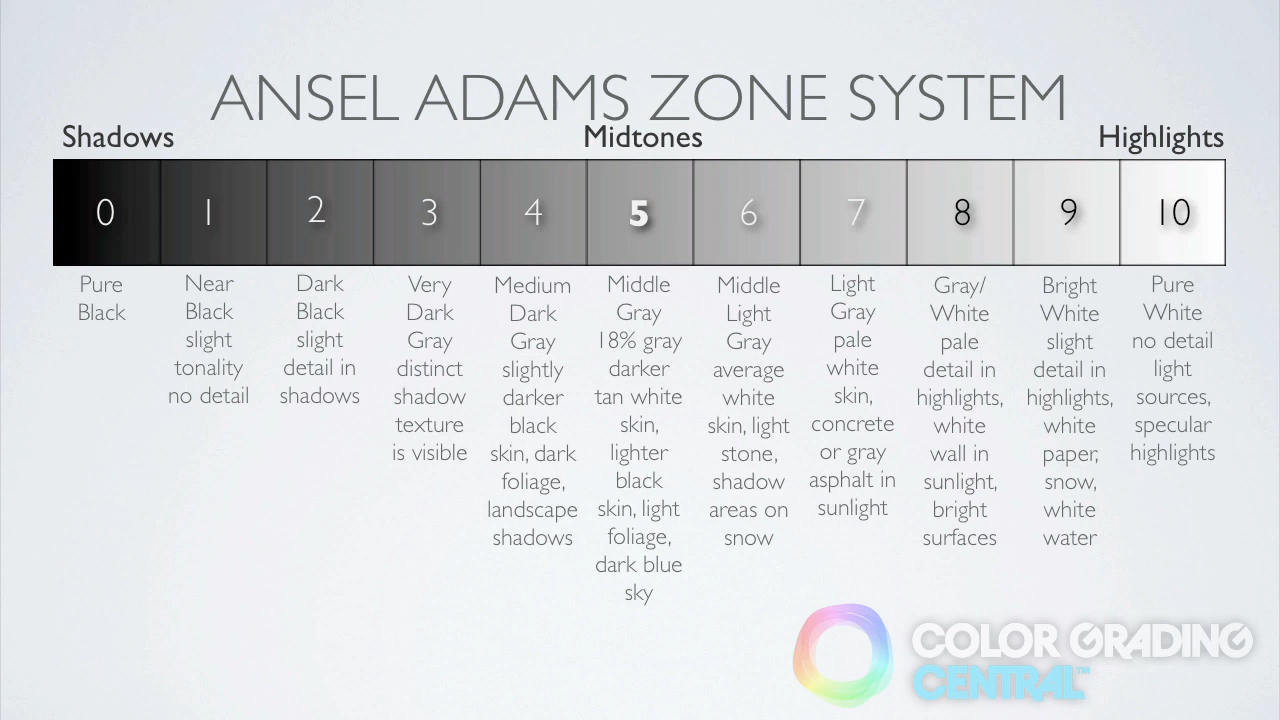 ANSEL ADAMS ZONE SYSTEM
Shadows
Midtones
Highlights
0
1
2
3
4
5
6
7
8
9
10
Pure
Black
Near
Black
slight
tonality
no detail
Dark
Black
slight
detail in
shadows
Very
Dark
Gray
distinct
shadow
texture
is visible
Medium
Dark
Gray
slightly
darker
black
skin, dark
foliage,
landscape
shadows
Middle
Gray
18% gray
darker
tan white
skin,
lighter
black
skin, light
foliage,
dark blue
sky
Middle
Light
Gray
average
white
skin, light
stone,
shadow
areas on
snow
Light
Gray
pale
white
skin,
concrete
or gray
asphalt in
sunlight
Gray/
White
pale
detail in
highlights,
white
wall in
sunlight,
bright
surfaces
Bright
White
slight
detail in
highlights,
white
paper,
snow,
white
water
Pure
White
no detail
light
sources,
specular
highlights
COLOR GRADING
CENTRAL™